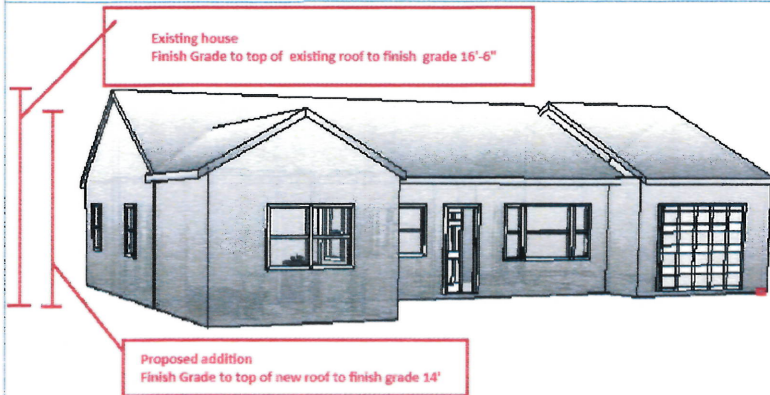 Existing house
Finish Grade to top of existing roof to finish grade 16'-6"
Proposed addition
Finish Grade to top of new roof to finish grade 14'